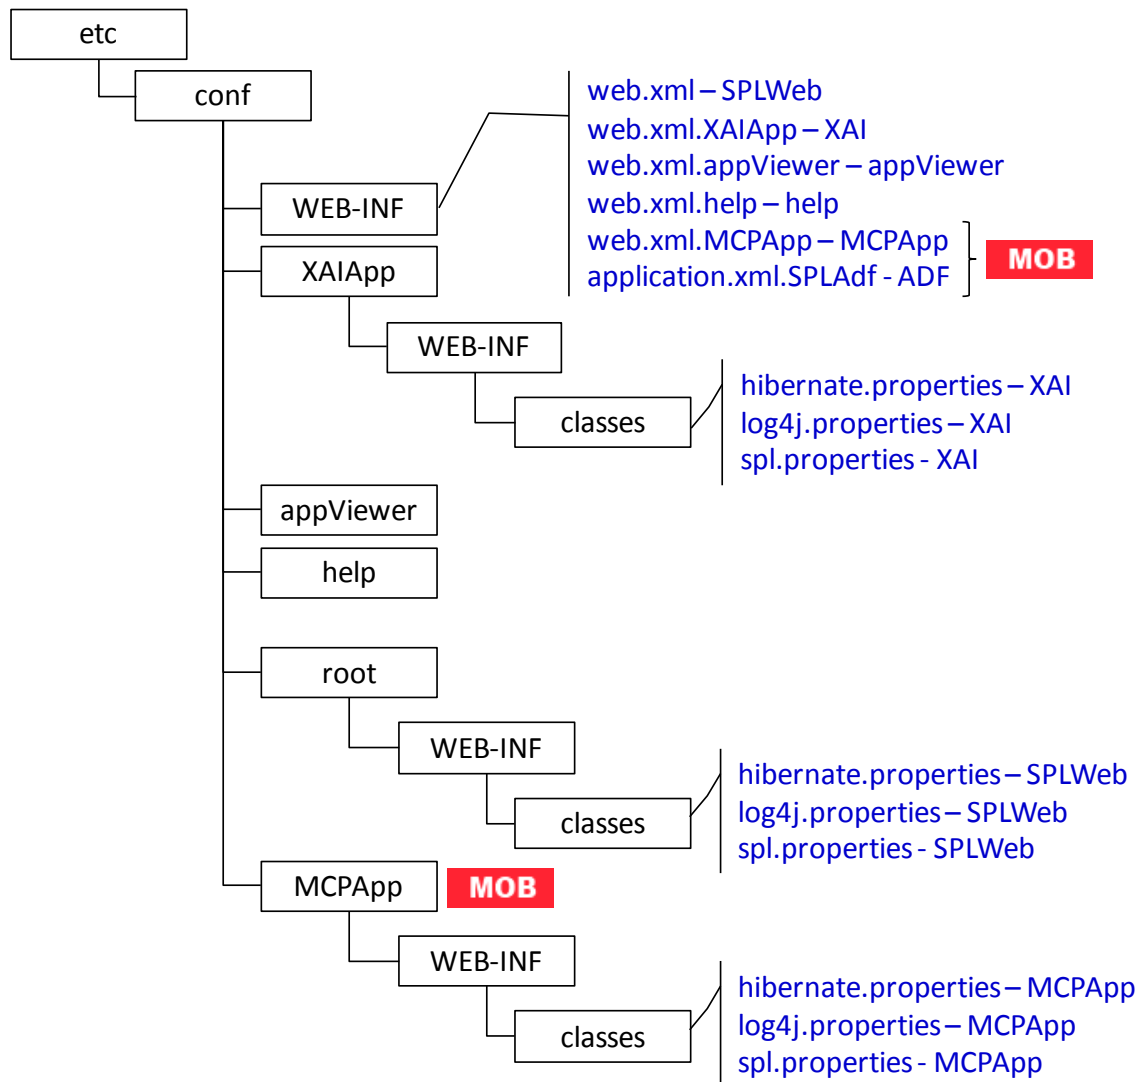 etc
conf
web.xml – SPLWeb
web.xml.XAIApp – XAI
web.xml.appViewer – appViewer
web.xml.help – help
web.xml.MCPApp – MCPApp
application.xml.SPLAdf - ADF
MOB
WEB-INF
XAIApp
WEB-INF
classes
hibernate.properties – XAI
log4j.properties – XAI
spl.properties - XAI
appViewer
help
root
WEB-INF
classes
hibernate.properties – SPLWeb
log4j.properties – SPLWeb
spl.properties - SPLWeb
MCPApp
MOB
WEB-INF
classes
hibernate.properties – MCPApp
log4j.properties – MCPApp
spl.properties - MCPApp